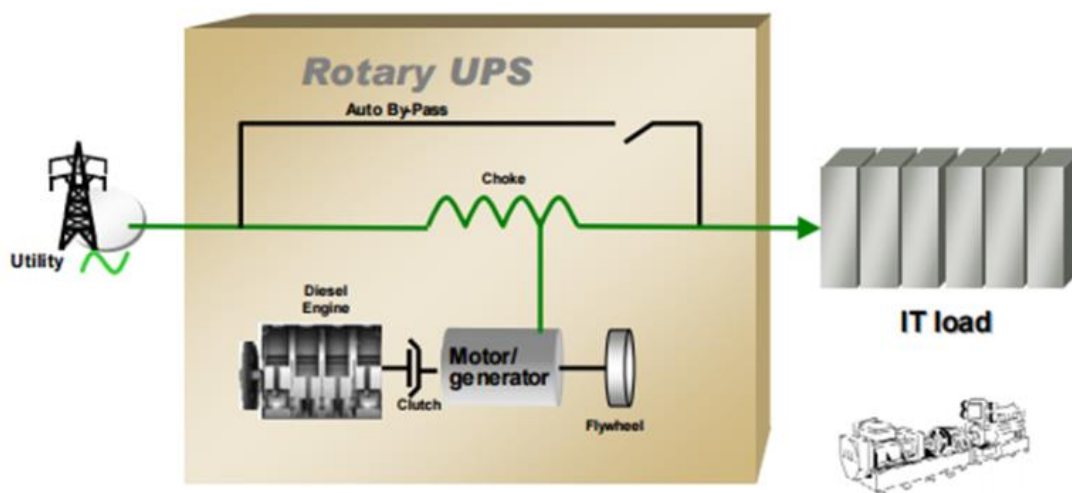 Rotary UPS
Auto By-Pass
Choke
Utility
Diesel
Engine
Motor/
generator
Clutch
Flywheel
IT load